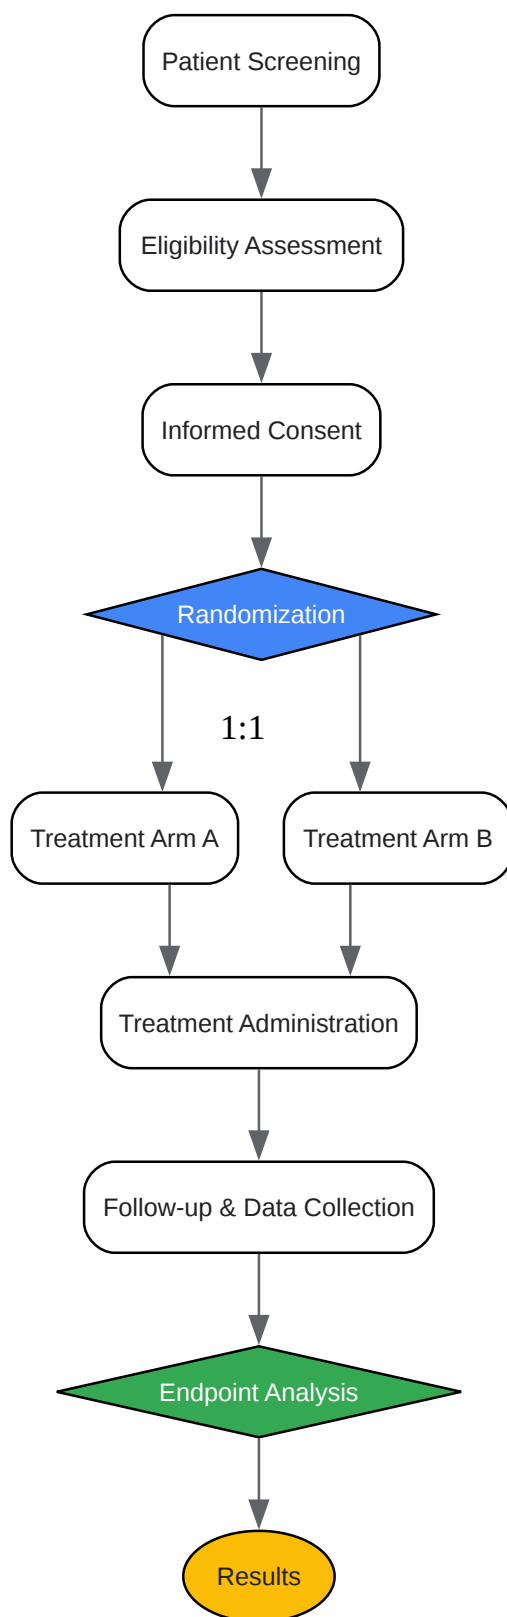 Patient Screening
Eligibility Assessment
Informed Consent
Randomization
1:1
Treatment Arm A
Treatment Arm B
Treatment Administration
Follow-up & Data Collection
Endpoint Analysis
Results